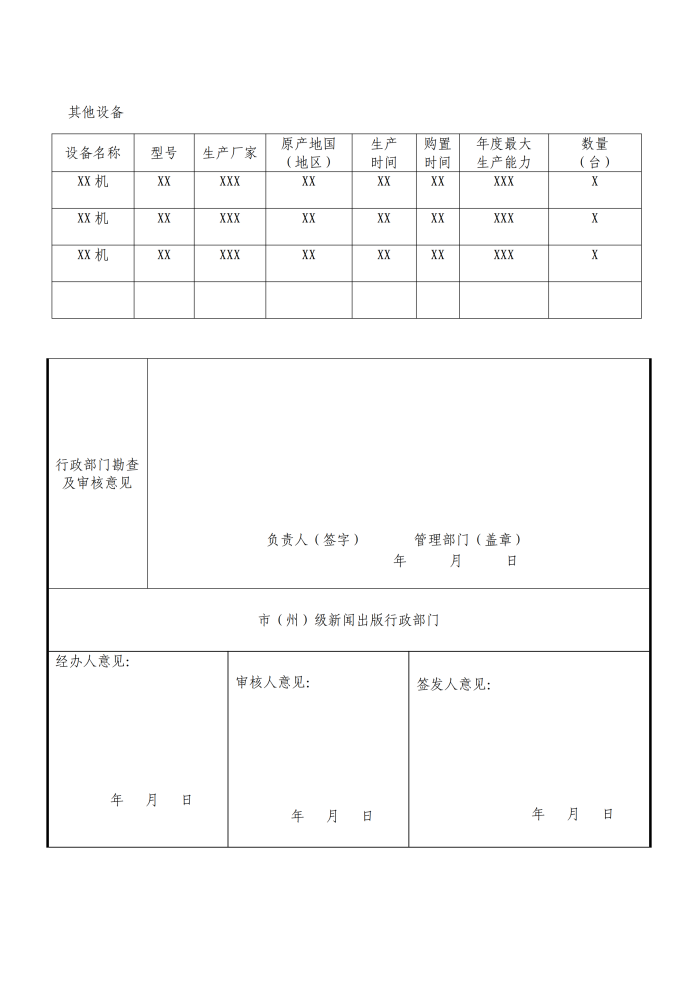 其他设备
设备名称 型号 生产厂家 原产地国（地区） 生产时间 购置时间 年度最大生产能力 数量（台）
XX 机 XX XXX XX XX XX XXX X
XX 机 XX XXX XX XX XX XXX X
XX 机 XX XXX XX XX XX XXX X
行政部门勘查
及审核意见
负责人（签字） 管理部门（盖章）
年 月 日
市（州）级新闻出版行政部门
经办人意见:
年 月 日
审核人意见:
年 月 日
签发人意见:
年 月 日